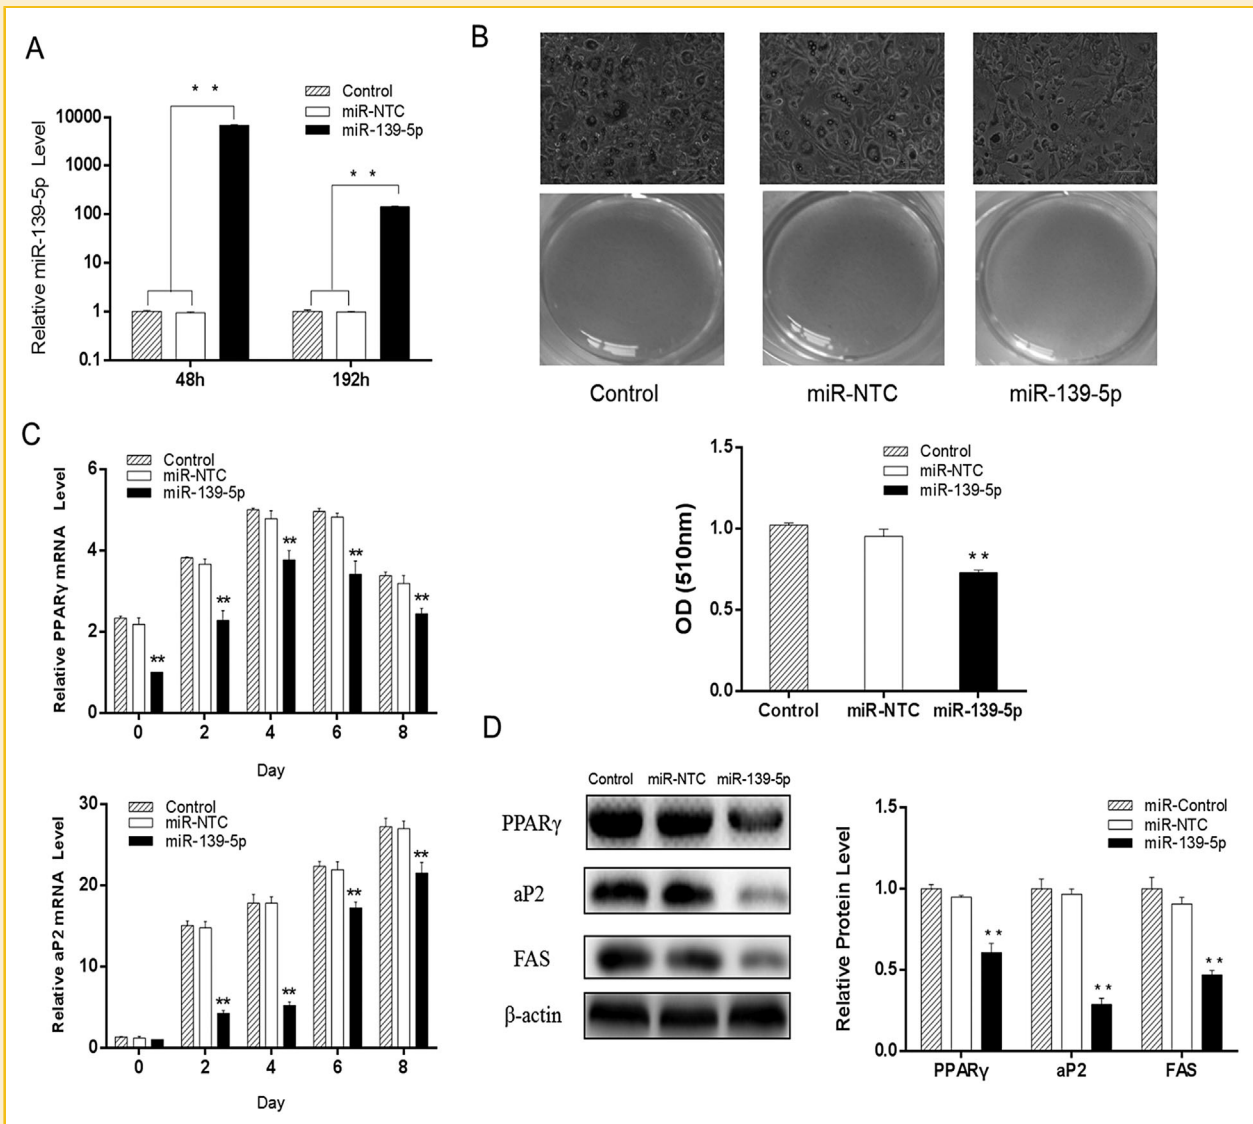 A
* *
* *
Control
miR-NTC
miR-139-5p
Relative miR-139-5p Level
10000
1000
100
10
1
0.1
48h
192h
B
Control
miR-NTC
miR-139-5p
C
Control
miR-NTC
miR-139-5p
Relative PPARγ mRNA Level
6
4
2
0
**
**
**
**
**
0
2
4
6
8
Day
Control
miR-NTC
miR-139-5p
Relative aP2 mRNA Level
30
20
10
0
**
**
**
**
0
2
4
6
8
Day
Control
miR-NTC
miR-139-5p
OD (510nm)
1.5
1.0
0.5
0.0
* *
Control
miR-NTC
miR-139-5p
D
Control
miR-NTC
miR-139-5p
PPARγ
aP2
FAS
β-actin
miR-Control
miR-NTC
miR-139-5p
Relative Protein Level
1.5
1.0
0.5
0.0
* *
* *
* *
PPARγ
aP2
FAS